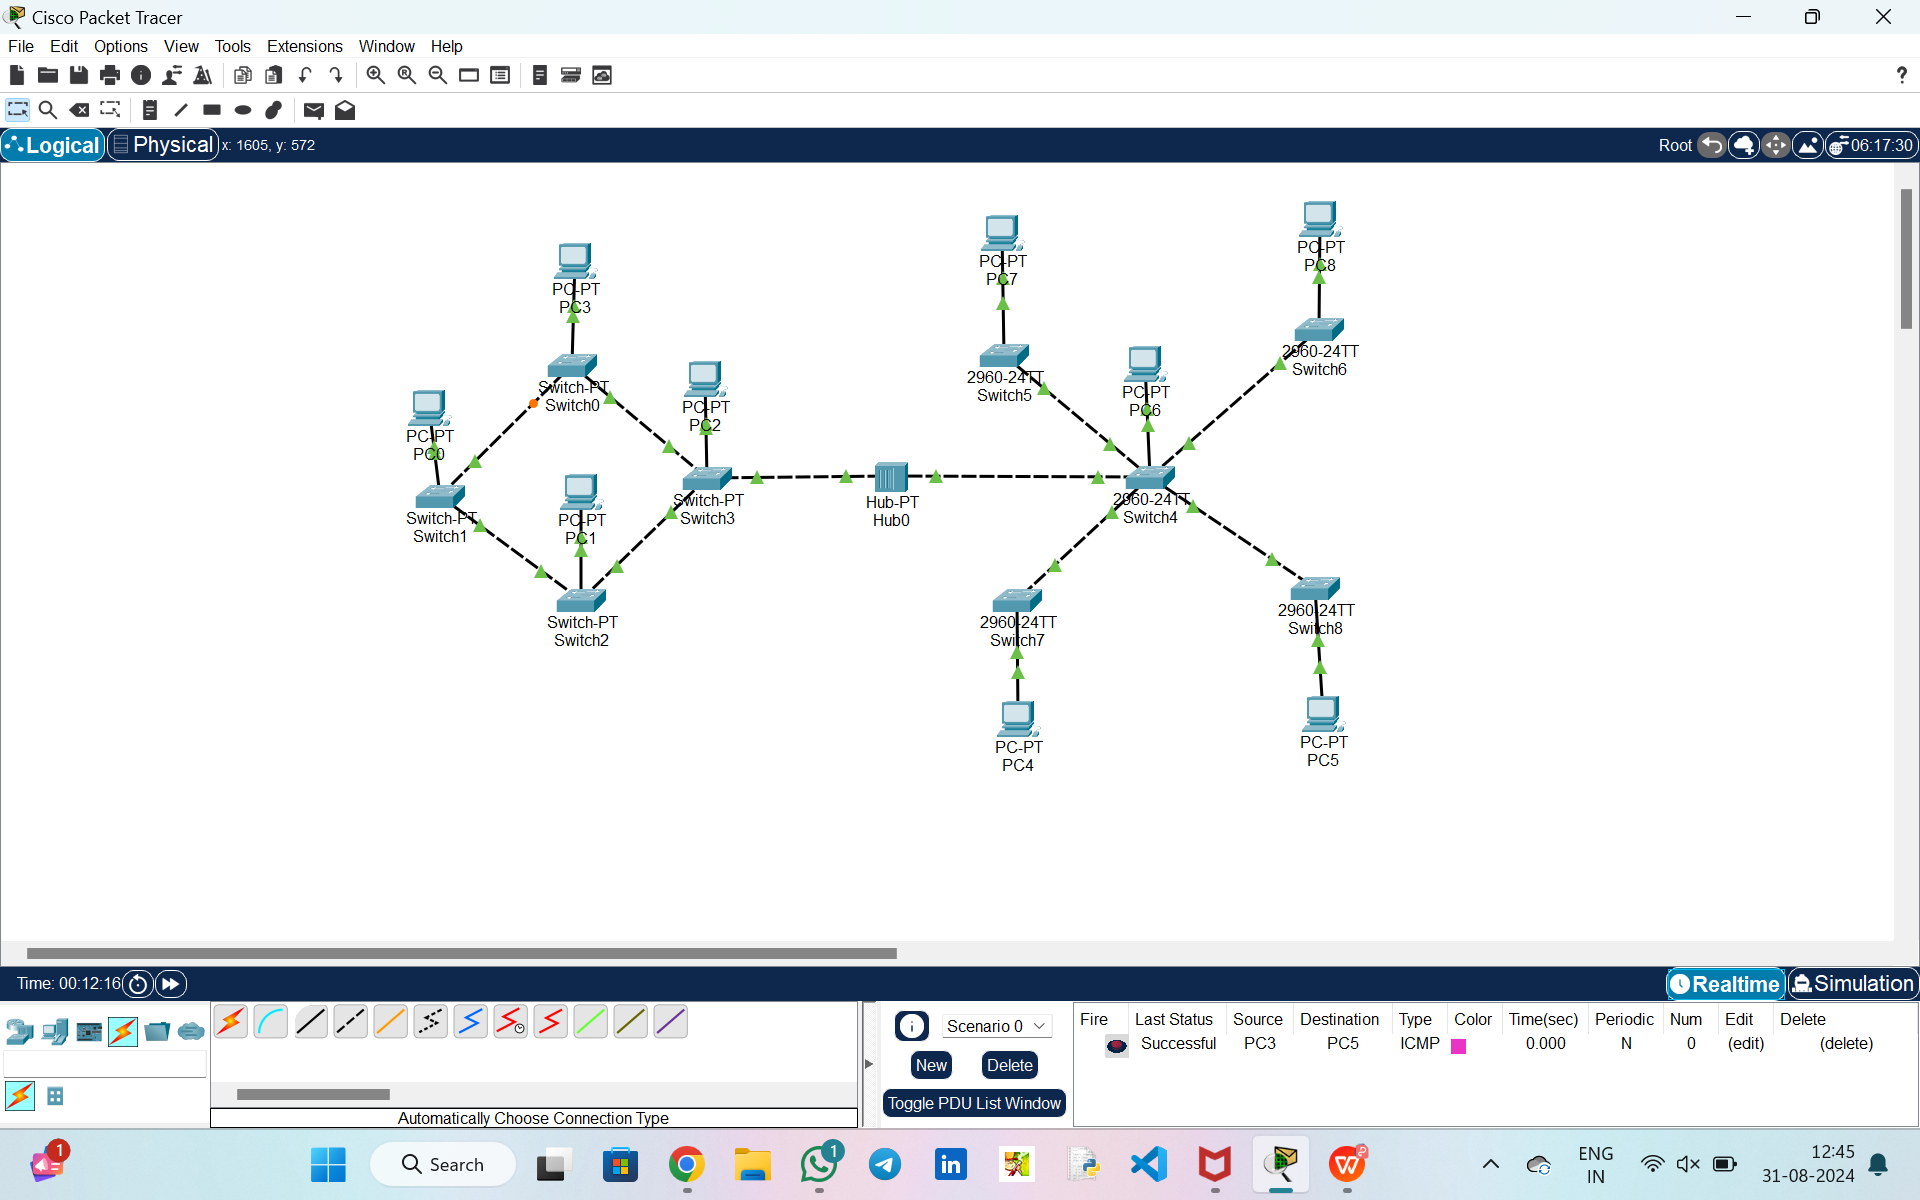 Cisco Packet Tracer
File Edit Options View Tools Extensions Window Help
Logical Physical x: 1605, y: 572 Root 06:17:30
PC-PT
PC3
Switch-PT
Switch0
PC-PT
PC0
Switch-PT
Switch1
PC-PT
PC1
Switch-PT
Switch2
PC-PT
PC2
Switch-PT
Switch3
Hub-PT
Hub0
PC-PT
PC7
2960-24TT
Switch5
PC-PT
PC6
2960-24TT
Switch4
PC-PT
PC8
2960-24TT
Switch6
2960-24TT
Switch7
PC-PT
PC4
2960-24TT
Switch8
PC-PT
PC5
Time: 00:12:16 Realtime Simulation
Automatically Choose Connection Type
Scenario 0
New Delete
Toggle PDU List Window
Fire Last Status Source Destination Type Color Time(sec) Periodic Num Edit Delete
Successful PC3 PC5 ICMP 0.000 N 0 (edit) (delete)
1
Search
1
in
W
ENG
IN
12:45
31-08-2024